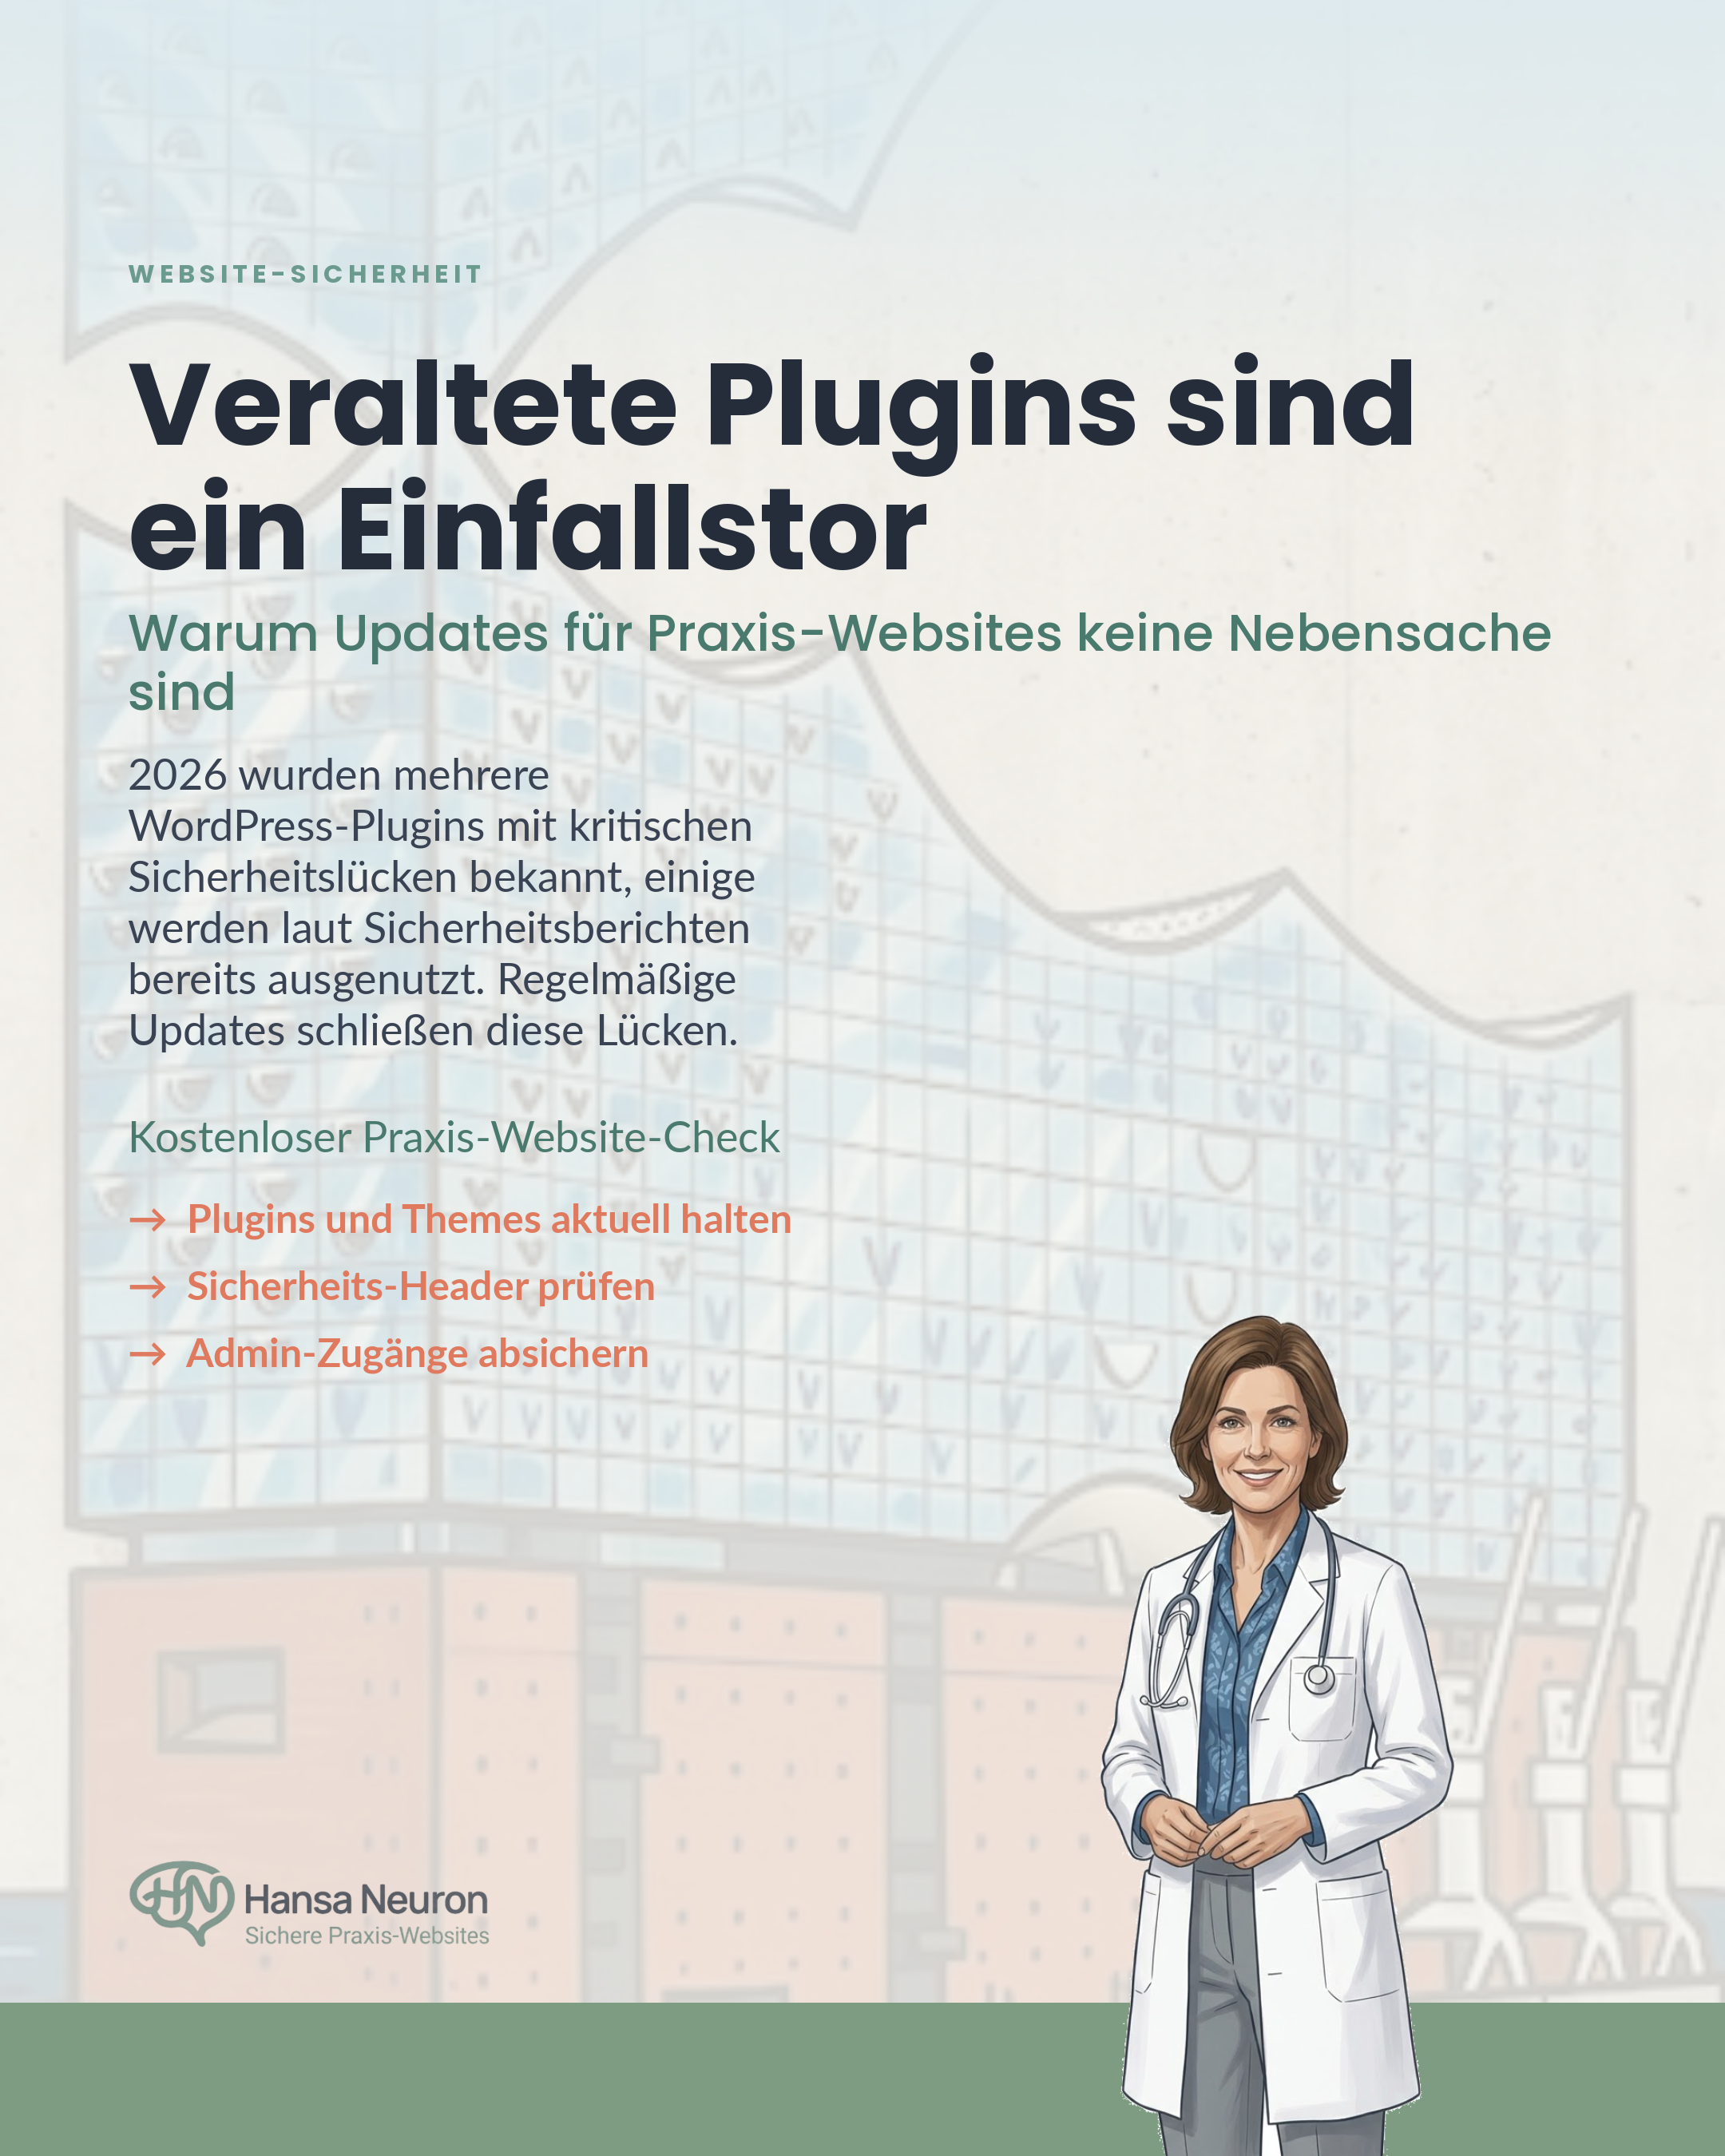 WEBSITE-SICHERHEIT
Veraltete Plugins sind
ein Einfallstor
Warum Updates für Praxis-Websites keine Nebensache
sind
2026 wurden mehrere
WordPress-Plugins mit kritischen
Sicherheitslücken bekannt, einige
werden laut Sicherheitsberichten
bereits ausgenutzt. Regelmäßige
Updates schließen diese Lücken.
Kostenloser Praxis-Website-Check
→ Plugins und Themes aktuell halten
→ Sicherheits-Header prüfen
→ Admin-Zugänge absichern
HN Hansa Neuron
Sichere Praxis-Websites